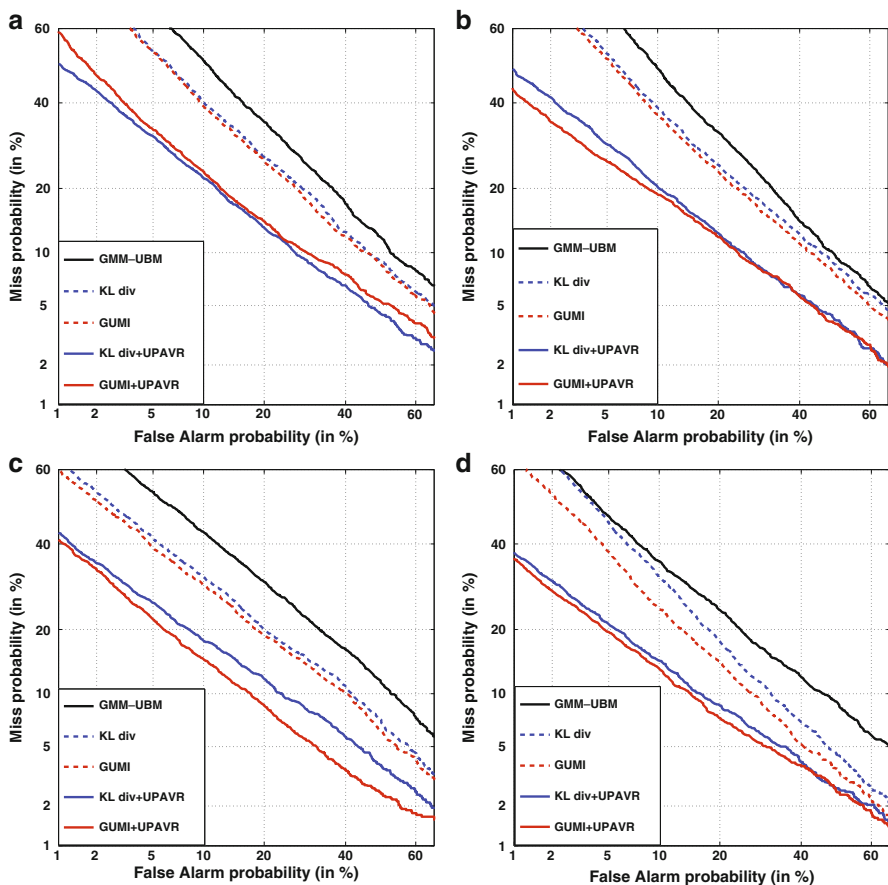 a
60
40
20
10
5
2
1
Miss probability (in %)
GMM–UBM
KL div
GUMI
KL div+UPAVR
GUMI+UPAVR
1 2 5 10 20 40 60
False Alarm probability (in %)
b
60
40
20
10
5
2
1
Miss probability (in %)
GMM–UBM
KL div
GUMI
KL div+UPAVR
GUMI+UPAVR
1 2 5 10 20 40 60
False Alarm probability (in %)
c
60
40
20
10
5
2
1
Miss probability (in %)
GMM–UBM
KL div
GUMI
KL div+UPAVR
GUMI+UPAVR
1 2 5 10 20 40 60
False Alarm probability (in %)
d
60
40
20
10
5
2
1
Miss probability (in %)
GMM–UBM
KL div
GUMI
KL div+UPAVR
GUMI+UPAVR
1 2 5 10 20 40 60
False Alarm probability (in %)